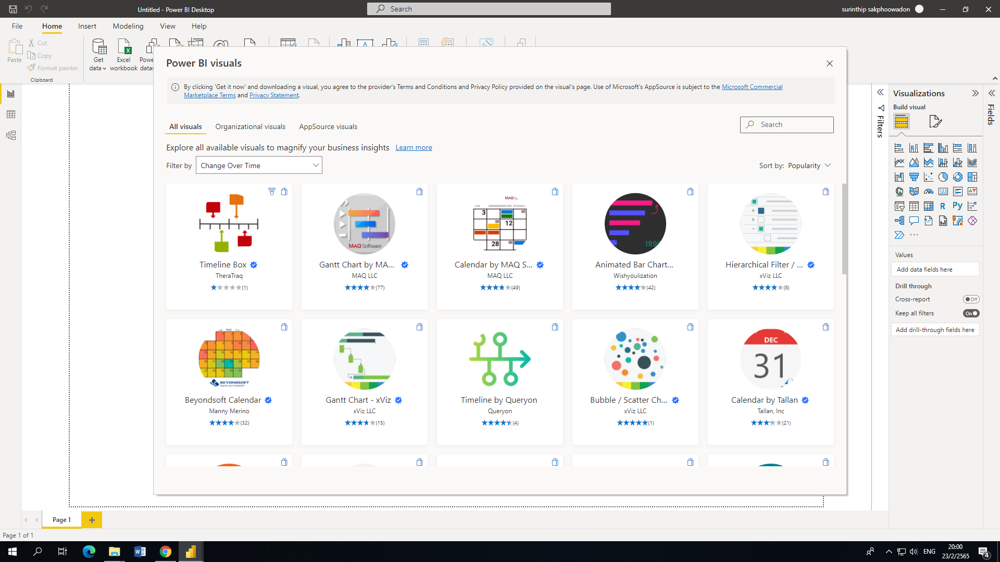 Untitled - Power BI Desktop
Search
surinthip sakphoowadon
File Home Insert Modeling View Help
Paste
Cut
Copy
Format painter
Clipboard
Get data
Excel workbook
Power BI visuals
By clicking 'Get it now' and downloading a visual, you agree to the provider's Terms and Conditions and Privacy Policy provided on the visual's page. Use of Microsoft's AppSource is subject to the Microsoft Commercial
Marketplace Terms and Privacy Statement.
All visuals Organizational visuals AppSource visuals
Search
Explore all available visuals to magnify your business insights Learn more
Filter by Change Over Time
Sort by: Popularity
MAQ Software
3
12
28
Timeline Box
TheraTraq
(1)
Gantt Chart by MA...
MAQ LLC
(77)
Calendar by MAQ S...
MAQ LLC
(49)
Animated Bar Chart...
Wishyoulization
(42)
Hierarchical Filter / ...
xViz LLC
(8)
BEYONDSOFT
DEC
31
Beyondsoft Calendar
Manny Merino
(32)
Gantt Chart - xViz
xViz LLC
(15)
Timeline by Queryon
Queryon
(4)
Bubble / Scatter Ch...
xViz LLC
(1)
Calendar by Tallan
Tallan, Inc
(21)
Filters
Visualizations
Build visual
123
R
Py
Values
Add data fields here
Drill through
Cross-report
Off
Keep all filters
On
Add drill-through fields here
Fields
Page 1
Page 1 of 1
ENG
20:00
23/2/2565
4